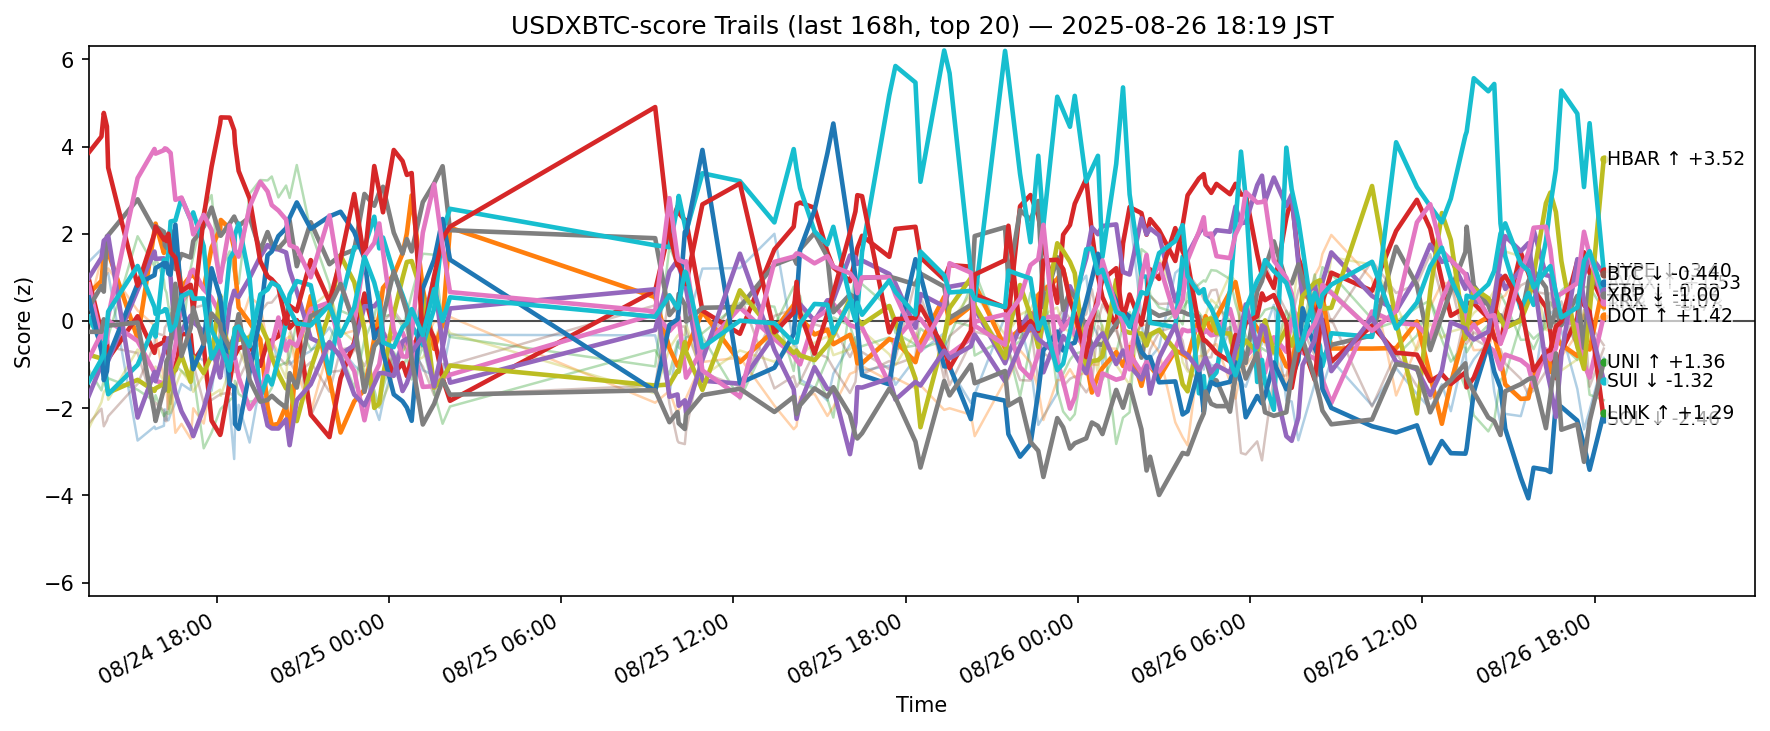 USDXBTC-score Trails (last 168h, top 20) — 2025-08-26 18:19 JST
Score (z)
6
4
2
0
−2
−4
−6
HBAR ↑ +3.52
BTC ↓ -0.44
XRP ↓ -1.00
DOT ↑ +1.42
UNI ↑ +1.36
SUI ↓ -1.32
LINK ↑ +1.29
SOL ↓ -2.46
08/24 18:00
08/25 00:00
08/25 06:00
08/25 12:00
08/25 18:00
08/26 00:00
08/26 06:00
08/26 12:00
08/26 18:00
Time